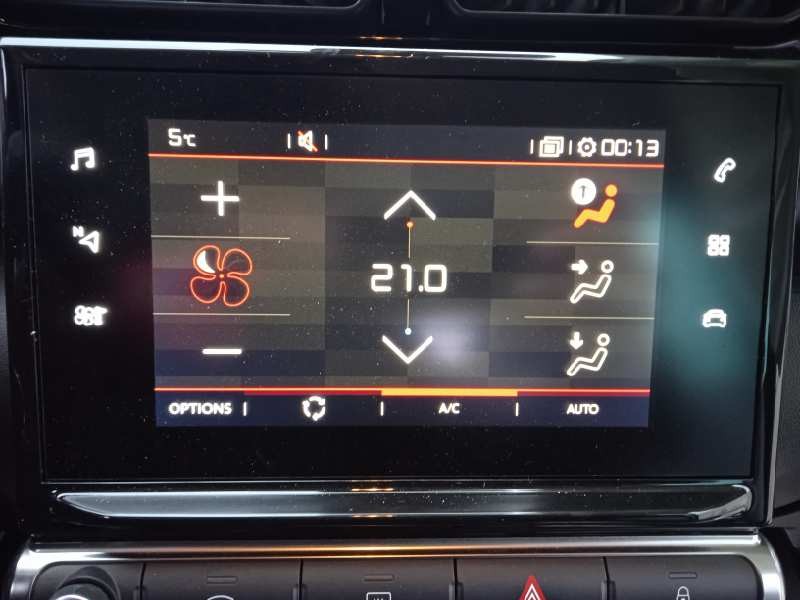 5°C 00:13
N
21.0
OPTIONS A/C AUTO